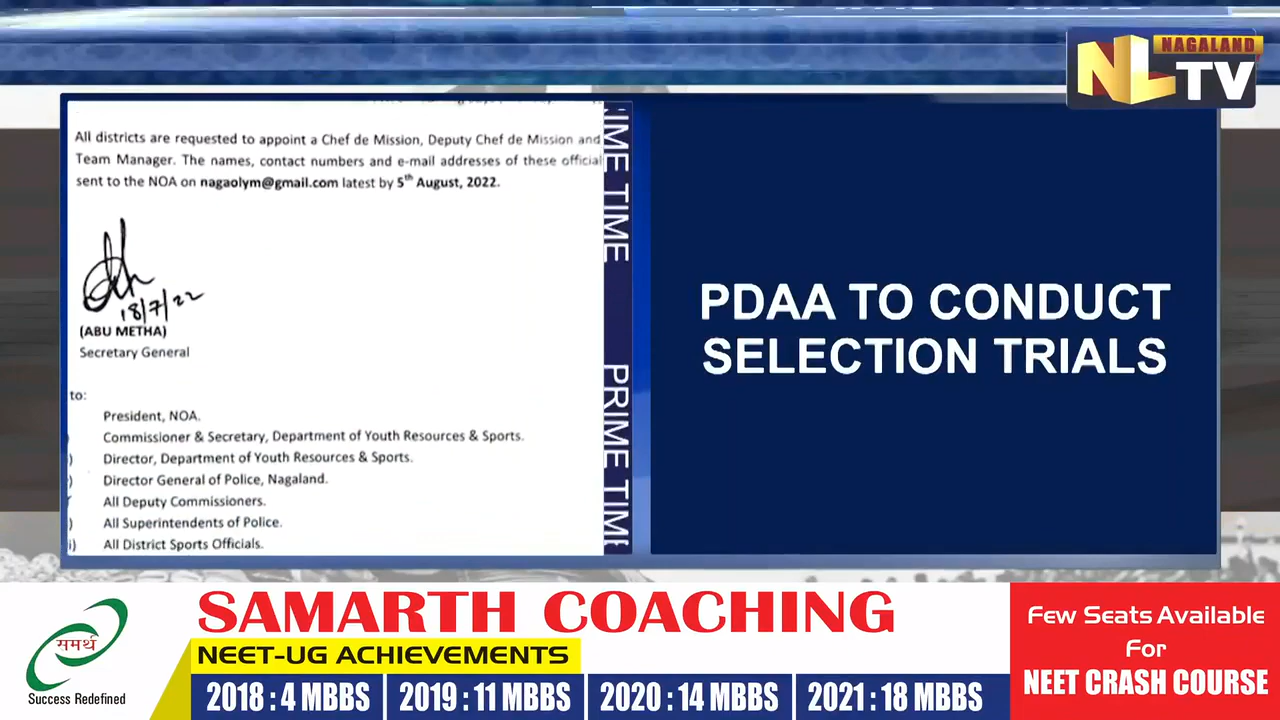 NL
NAGALAND
TV
All districts are requested to appoint a Chef de Mission, Deputy Chef de Mission and
Team Manager. The names, contact numbers and e-mail addresses of these official
sent to the NOA on nagaolym@gmail.com latest by 5th August, 2022.
18/7/22
(ABU METHA)
Secretary General
to:
President, NOA.
Commissioner & Secretary, Department of Youth Resources & Sports.
) Director, Department of Youth Resources & Sports.
Director General of Police, Nagaland.
All Deputy Commissioners.
) All Superintendents of Police.
i) All District Sports Officials.
IME TIME
PRIME TIME
PDAA TO CONDUCT
SELECTION TRIALS
समर्थ
Success Redefined
SAMARTH COACHING
NEET-UG ACHIEVEMENTS
2018 : 4 MBBS
2019 : 11 MBBS
2020 : 14 MBBS
2021 : 18 MBBS
Few Seats Available
For
NEET CRASH COURSE